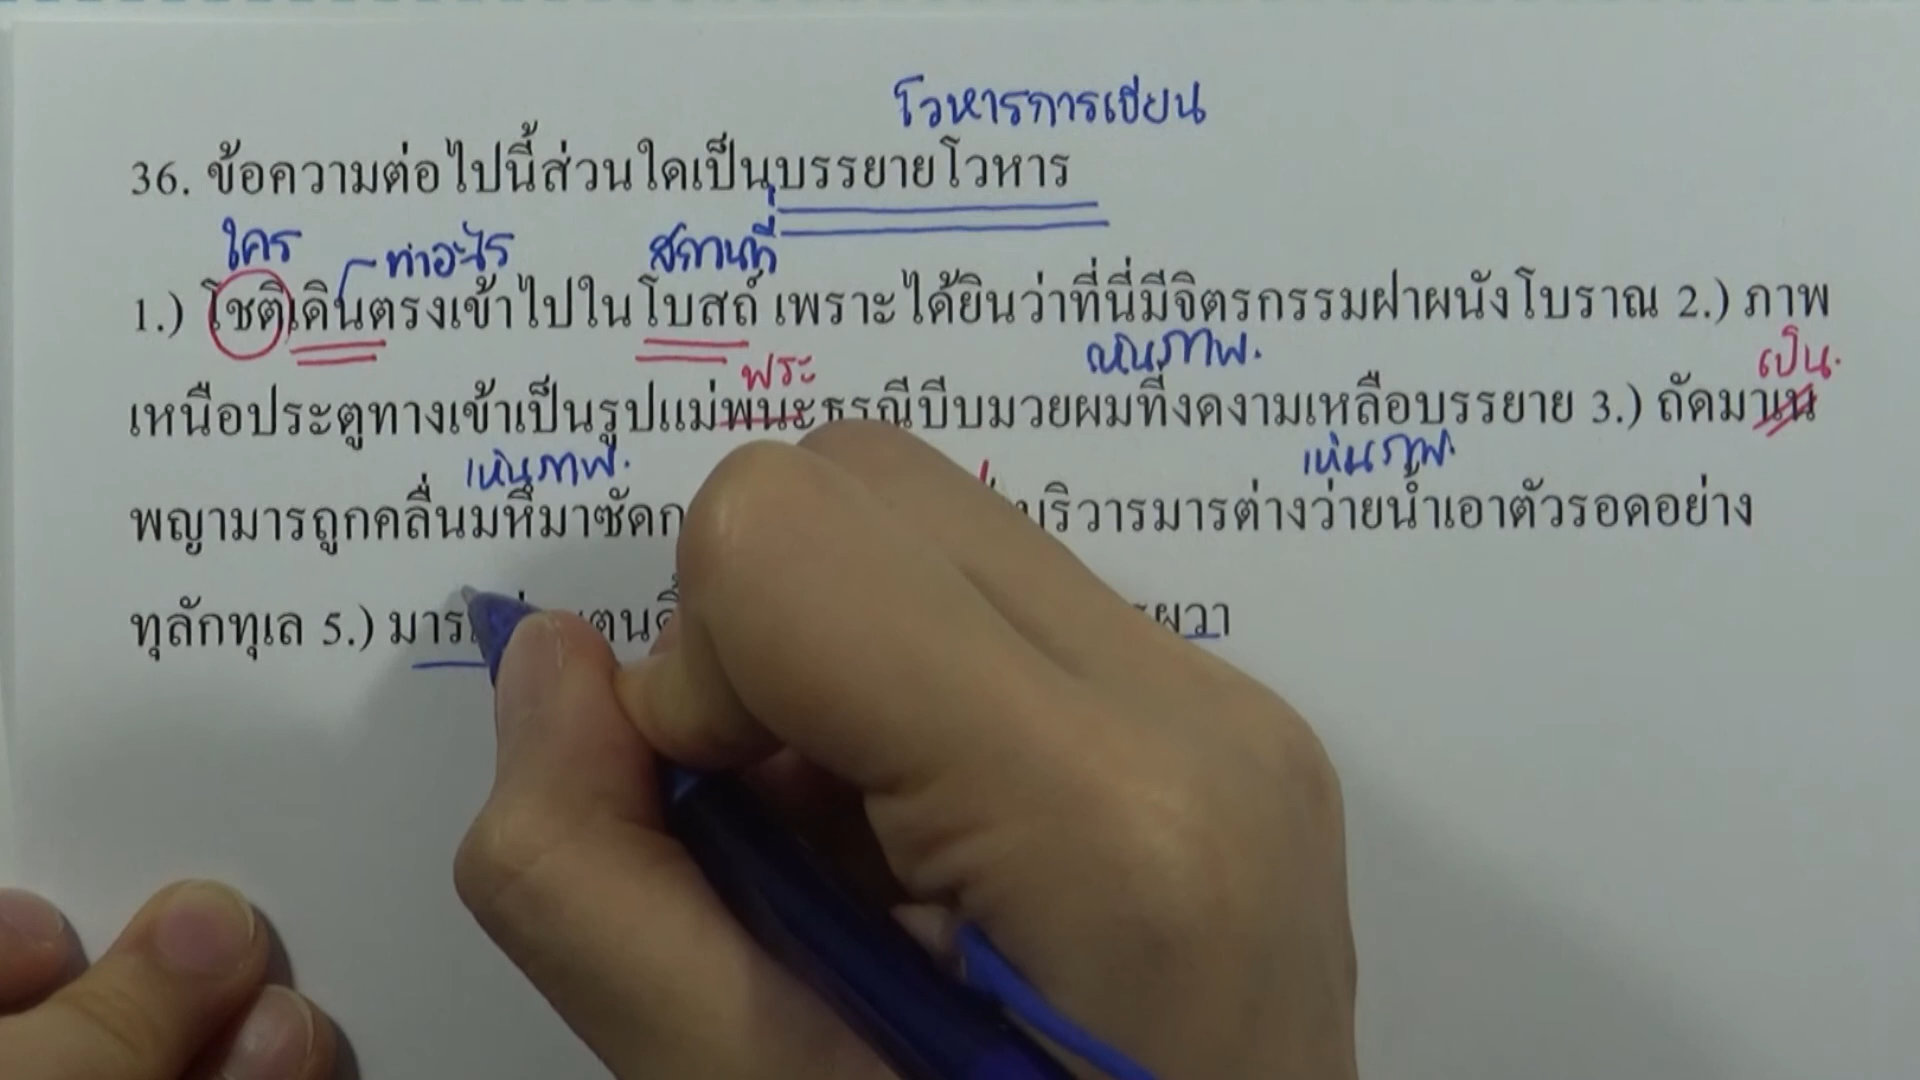 โวหารการเขียน
36. ข้อความต่อไปนี้ส่วนใดเป็นบรรยายโวหาร
ใคร ทำอะไร สถานที่
1.) โชติเดินตรงเข้าไปในโบสถ์ เพราะได้ยินว่าที่นี่มีจิตรกรรมฝาผนังโบราณ 2.) ภาพ
พระ เห็นภาพ. เป็น.
เหนือประตูทางเข้าเป็นรูปแม่พนะธรณีบีบมวยผมที่งดงามเหลือบรรยาย 3.) ถัดมาเน
เห็นภาพ. เห็นภาพ.
พญามารถูกคลื่นมหึมาซัดก บริวารมารต่างว่ายน้ำเอาตัวรอดอย่าง
ทุลักทุเล 5.) มาร